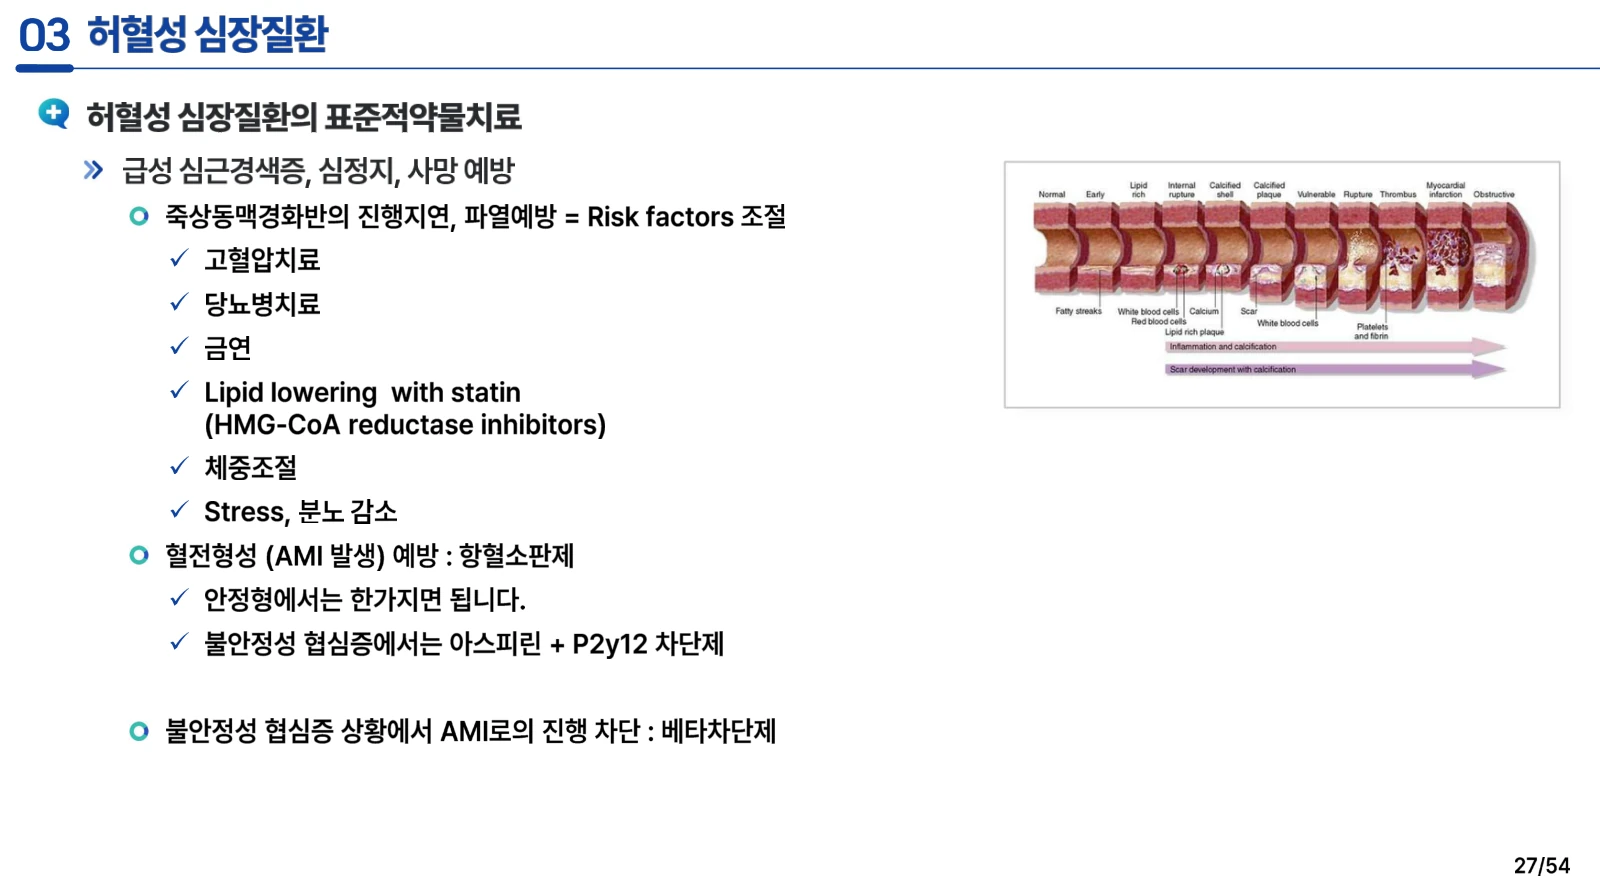 03 허혈성 심장질환
허혈성 심장질환의 표준적약물치료
급성 심근경색증, 심정지, 사망 예방
죽상동맥경화반의 진행지연, 파열예방 = Risk factors 조절
고혈압치료
당뇨병치료
금연
Lipid lowering with statin
(HMG-CoA reductase inhibitors)
체중조절
Stress, 분노 감소
혈전형성 (AMI 발생) 예방 : 항혈소판제
안정형에서는 한가지면 됩니다.
불안정성 협심증에서는 아스피린 + P2y12 차단제
불안정성 협심증 상황에서 AMI로의 진행 차단 : 베타차단제
Normal
Early
Lipid
rich
Internal
rupture
Calcified
shell
Calcified
plaque
Vulnerable
Rupture
Thrombus
Myocardial
infarction
Obstructive
Fatty streaks
White blood cells
Red blood cells
Lipid rich plaque
Calcium
Scar
White blood cells
Platelets
and fibrin
Inflammation and calcification
Scar development with calcification
27/54